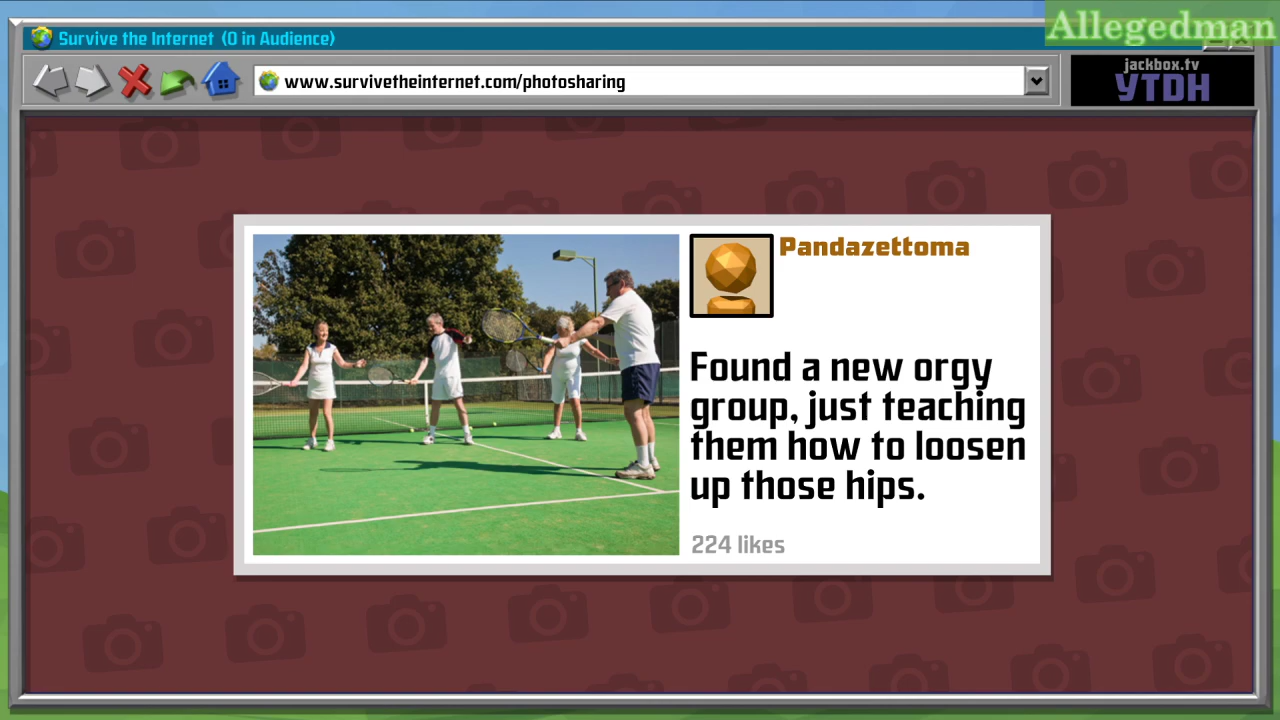 Allegedman
Survive the Internet (0 in Audience)
www.survivetheinternet.com/photosharing
jackbox.tv
YTDH
Pandazettoma
Found a new orgy
group, just teaching
them how to loosen
up those hips.
224 likes